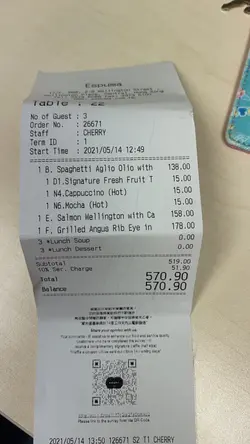 Espuma
Table : 22
No of Guest : 3
Order No. : 26671
Staff : CHERRY
Term ID : 1
Start Time : 2021/05/14 12:49
1 B. Spaghetti Aglio Olio with 138.00
1 D1.Signature Fresh Fruit T 15.00
1 N4.Cappuccino (Hot) 15.00
1 N6.Mocha (Hot) 15.00
1 E. Salmon Wellington with Ca 158.00
1 F. Grilled Angus Rib Eye in 178.00
3 *Lunch Soup 0.00
3 *Lunch Dessert 0.00
Subtotal 519.00
10% Ser. Charge 51.90
Total 570.90
Balance 570.90
2021/05/14 13:50 126671 S2 T1 CHERRY